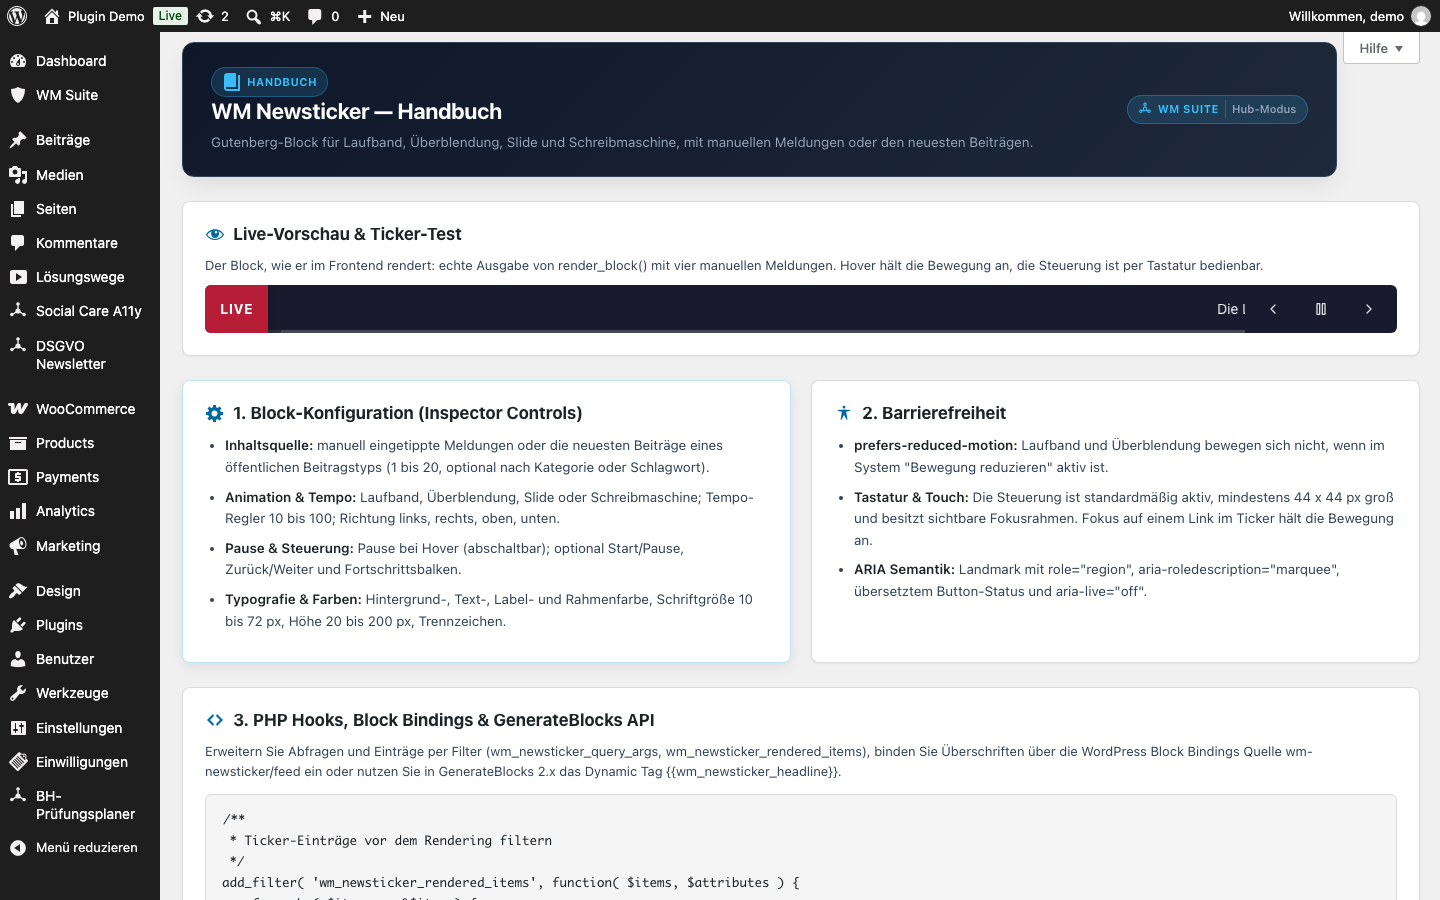 Plugin Demo Live 2 ⌘K 0 Neu Willkommen, demo
Hilfe
Dashboard
WM Suite
Beiträge
Medien
Seiten
Kommentare
Lösungswege
Social Care A11y
DSGVO
Newsletter
WooCommerce
Products
Payments
Analytics
Marketing
Design
Plugins
Benutzer
Werkzeuge
Einstellungen
Einwilligungen
BH-
Prüfungsplaner
Menü reduzieren
HANDBUCH
WM Newsticker — Handbuch
Gutenberg-Block für Laufband, Überblendung, Slide und Schreibmaschine, mit manuellen Meldungen oder den neuesten Beiträgen.
WM SUITE Hub-Modus
Live-Vorschau & Ticker-Test
Der Block, wie er im Frontend rendert: echte Ausgabe von render_block() mit vier manuellen Meldungen. Hover hält die Bewegung an, die Steuerung ist per Tastatur bedienbar.
LIVE
Die
1. Block-Konfiguration (Inspector Controls)
• Inhaltsquelle: manuell eingetippte Meldungen oder die neuesten Beiträge eines
öffentlichen Beitragstyps (1 bis 20, optional nach Kategorie oder Schlagwort).
• Animation & Tempo: Laufband, Überblendung, Slide oder Schreibmaschine; Tempo-
Regler 10 bis 100; Richtung links, rechts, oben, unten.
• Pause & Steuerung: Pause bei Hover (abschaltbar); optional Start/Pause,
Zurück/Weiter und Fortschrittsbalken.
• Typografie & Farben: Hintergrund-, Text-, Label- und Rahmenfarbe, Schriftgröße 10
bis 72 px, Höhe 20 bis 200 px, Trennzeichen.
2. Barrierefreiheit
• prefers-reduced-motion: Laufband und Überblendung bewegen sich nicht, wenn im
System "Bewegung reduzieren" aktiv ist.
• Tastatur & Touch: Die Steuerung ist standardmäßig aktiv, mindestens 44 x 44 px groß
und besitzt sichtbare Fokusrahmen. Fokus auf einem Link im Ticker hält die Bewegung
an.
• ARIA Semantik: Landmark mit role="region", aria-roledescription="marquee",
übersetztem Button-Status und aria-live="off".
3. PHP Hooks, Block Bindings & GenerateBlocks API
Erweitern Sie Abfragen und Einträge per Filter (wm_newsticker_query_args, wm_newsticker_rendered_items), binden Sie Überschriften über die WordPress Block Bindings Quelle wm-
newsticker/feed ein oder nutzen Sie in GenerateBlocks 2.x das Dynamic Tag {{wm_newsticker_headline}}.
/**
* Ticker-Einträge vor dem Rendering filtern
*/
add_filter( 'wm_newsticker_rendered_items', function( $items, $attributes ) {